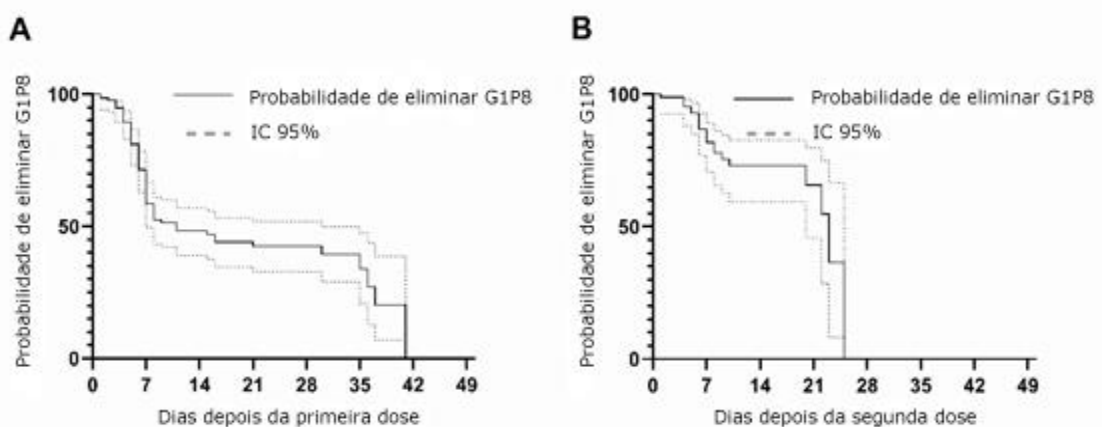 A
Probabilidade de eliminar G1P8
100
50
0
Probabilidade de eliminar G1P8
IC 95%
0 7 14 21 28 35 42 49
Dias depois da primeira dose
B
Probabilidade de eliminar G1P8
100
50
0
Probabilidade de eliminar G1P8
IC 95%
0 7 14 21 28 35 42 49
Dias depois da segunda dose